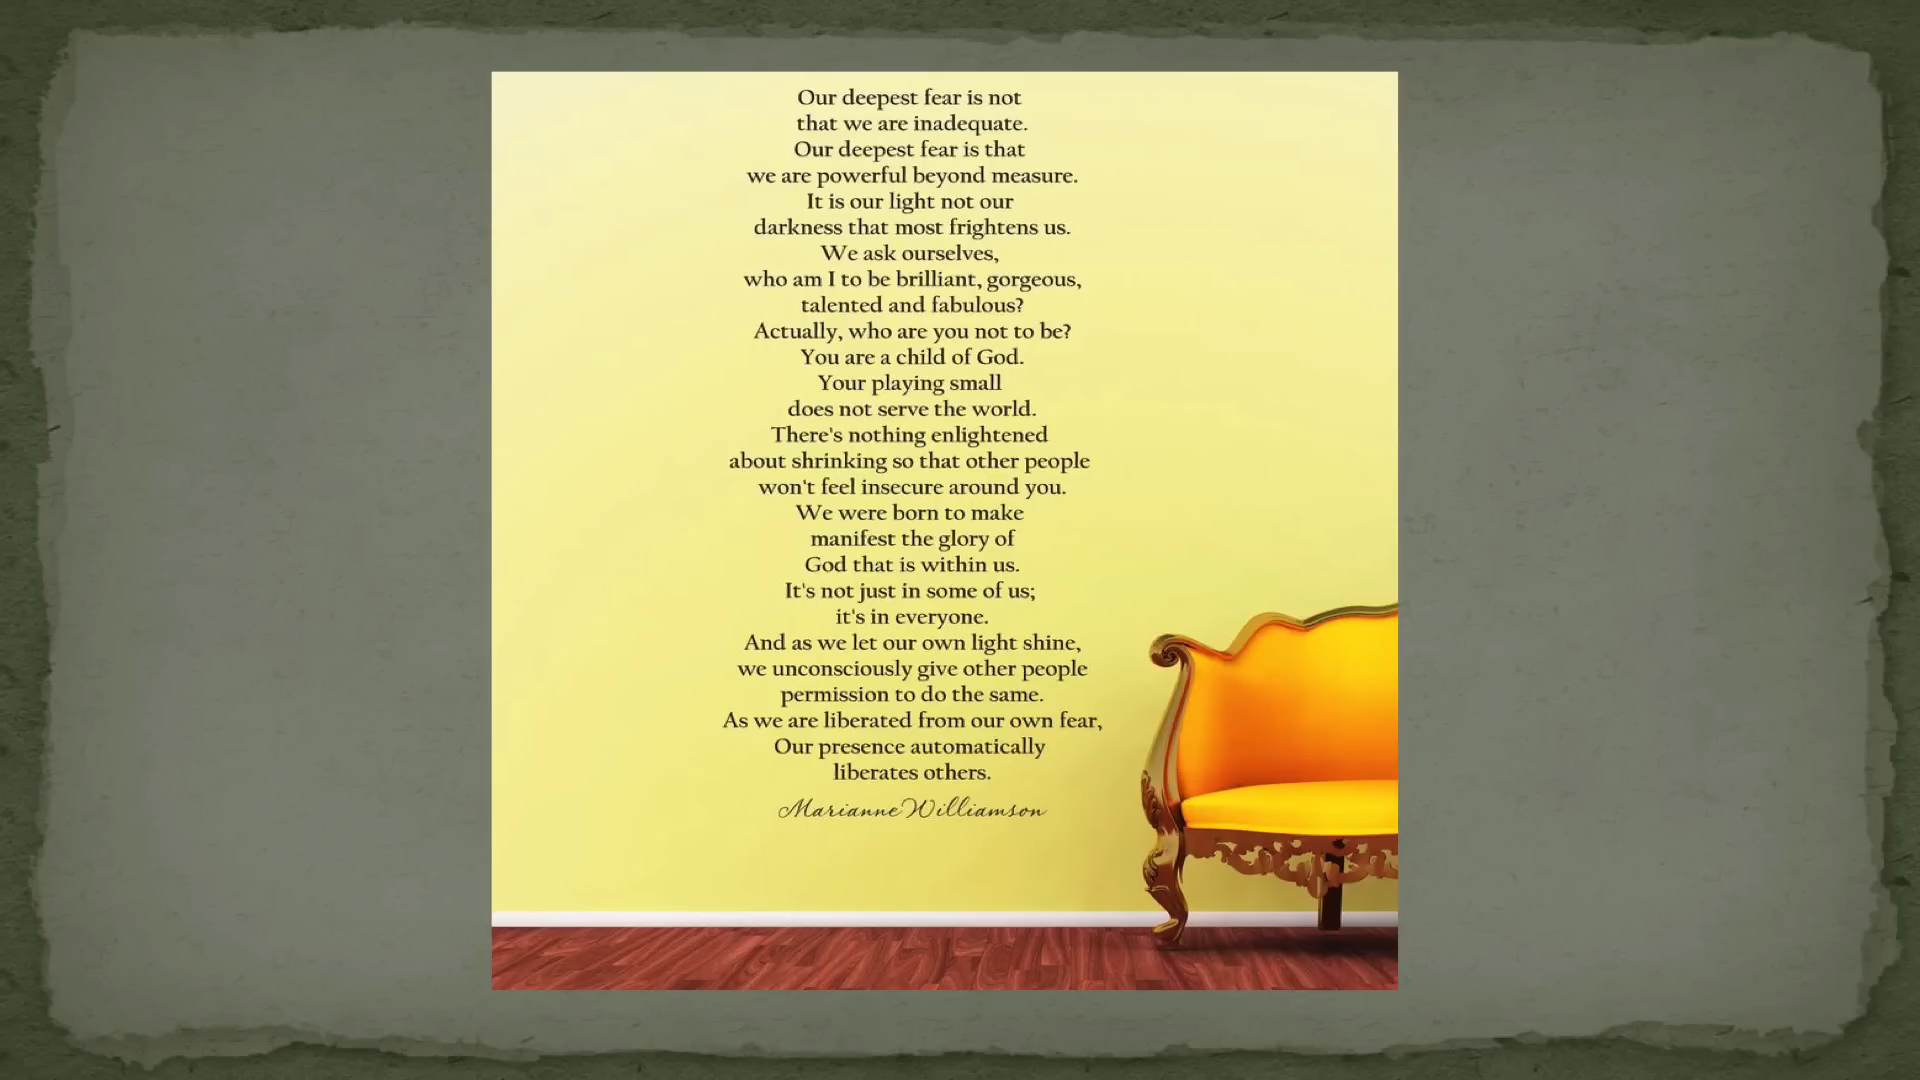 Our deepest fear is not
that we are inadequate.
Our deepest fear is that
we are powerful beyond measure.
It is our light not our
darkness that most frightens us.
We ask ourselves,
who am I to be brilliant, gorgeous,
talented and fabulous?
Actually, who are you not to be?
You are a child of God.
Your playing small
does not serve the world.
There's nothing enlightened
about shrinking so that other people
won't feel insecure around you.
We were born to make
manifest the glory of
God that is within us.
It's not just in some of us;
it's in everyone.
And as we let our own light shine,
we unconsciously give other people
permission to do the same.
As we are liberated from our own fear,
Our presence automatically
liberates others.
Marianne Williamson